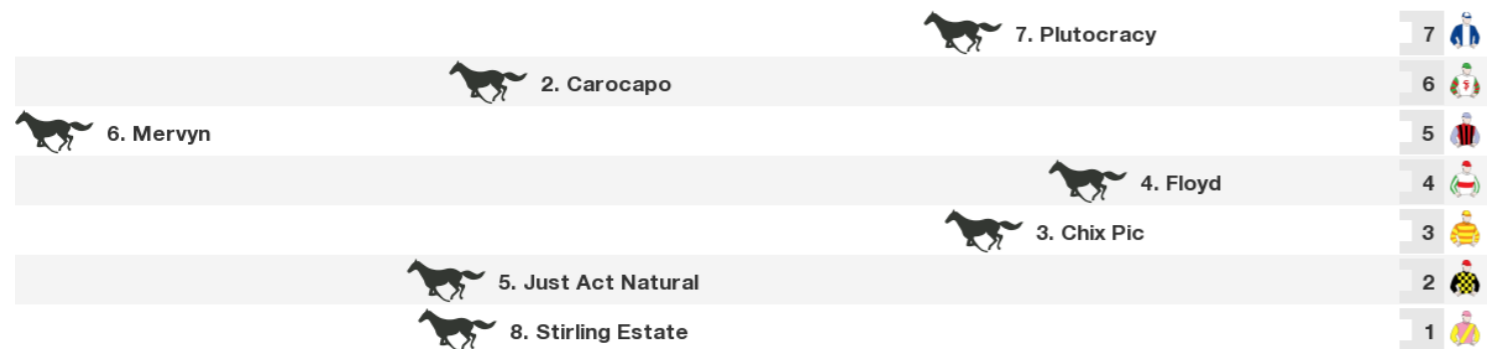 7. Plutocracy 7
2. Carocapo 6
6. Mervyn 5
4. Floyd 4
3. Chix Pic 3
5. Just Act Natural 2
8. Stirling Estate 1